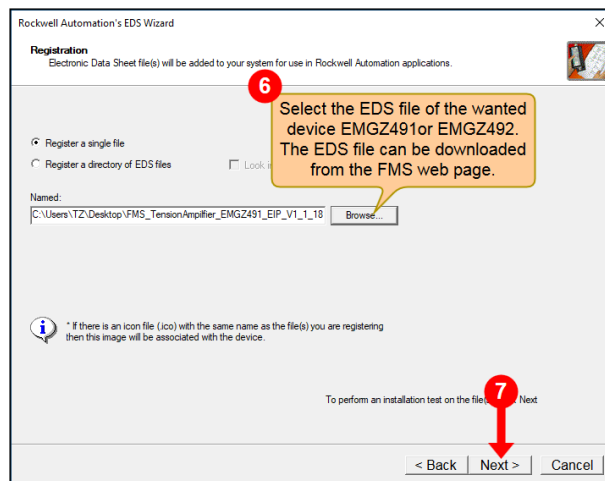 Rockwell Automation's EDS Wizard
Registration
Electronic Data Sheet file(s) will be added to your system for use in Rockwell Automation applications.
6
Select the EDS file of the wanted
device EMGZ491or EMGZ492.
The EDS file can be downloaded
from the FMS web page.
Register a single file
Register a directory of EDS files
Look i
Named:
C:\Users\TZ\Desktop\FMS_TensionAmpifier_EMGZ491_EIP_V1_1_18
Browse...
* If there is an icon file (.ico) with the same name as the file(s) you are registering
then this image will be associated with the device.
7
To perform an installation test on the file( Next
< Back
Next >
Cancel